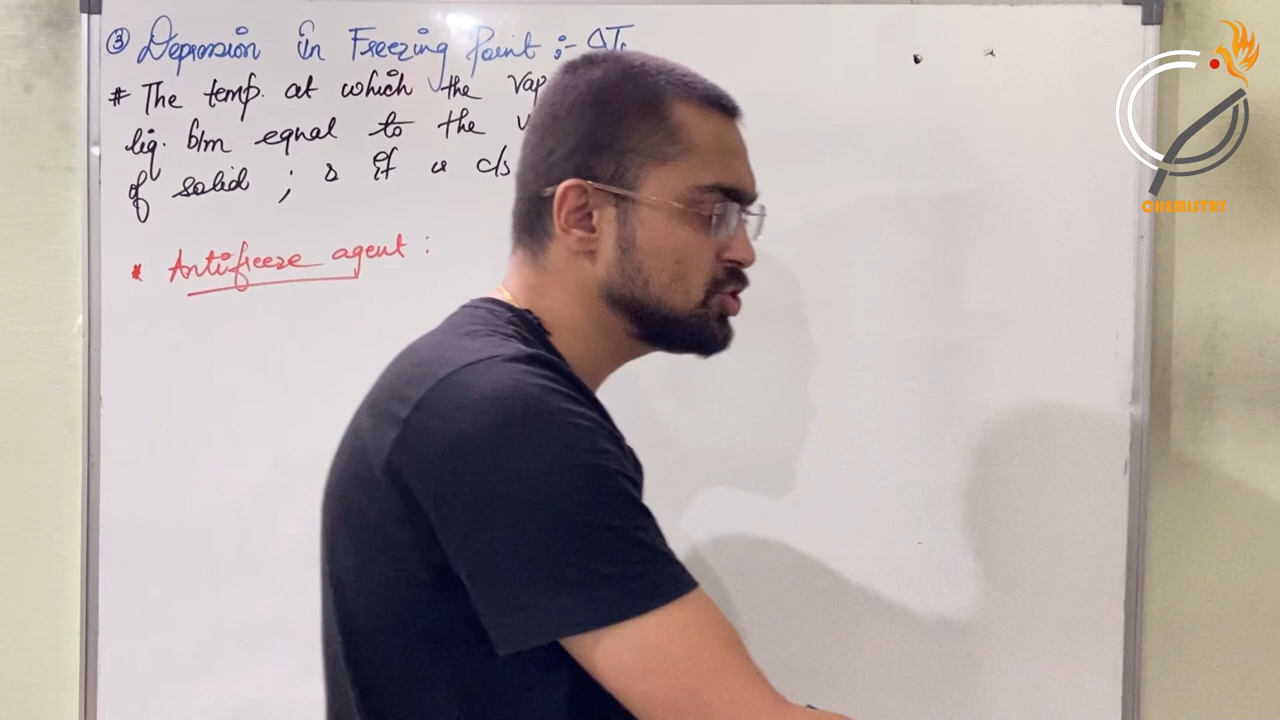 ③ Depression in Freezing Point :- ΔTf
# The temp. at which the vap
liq. b/m equal to the v
of solid ; & if
* Antifreeze agent :
CHEMISTRY